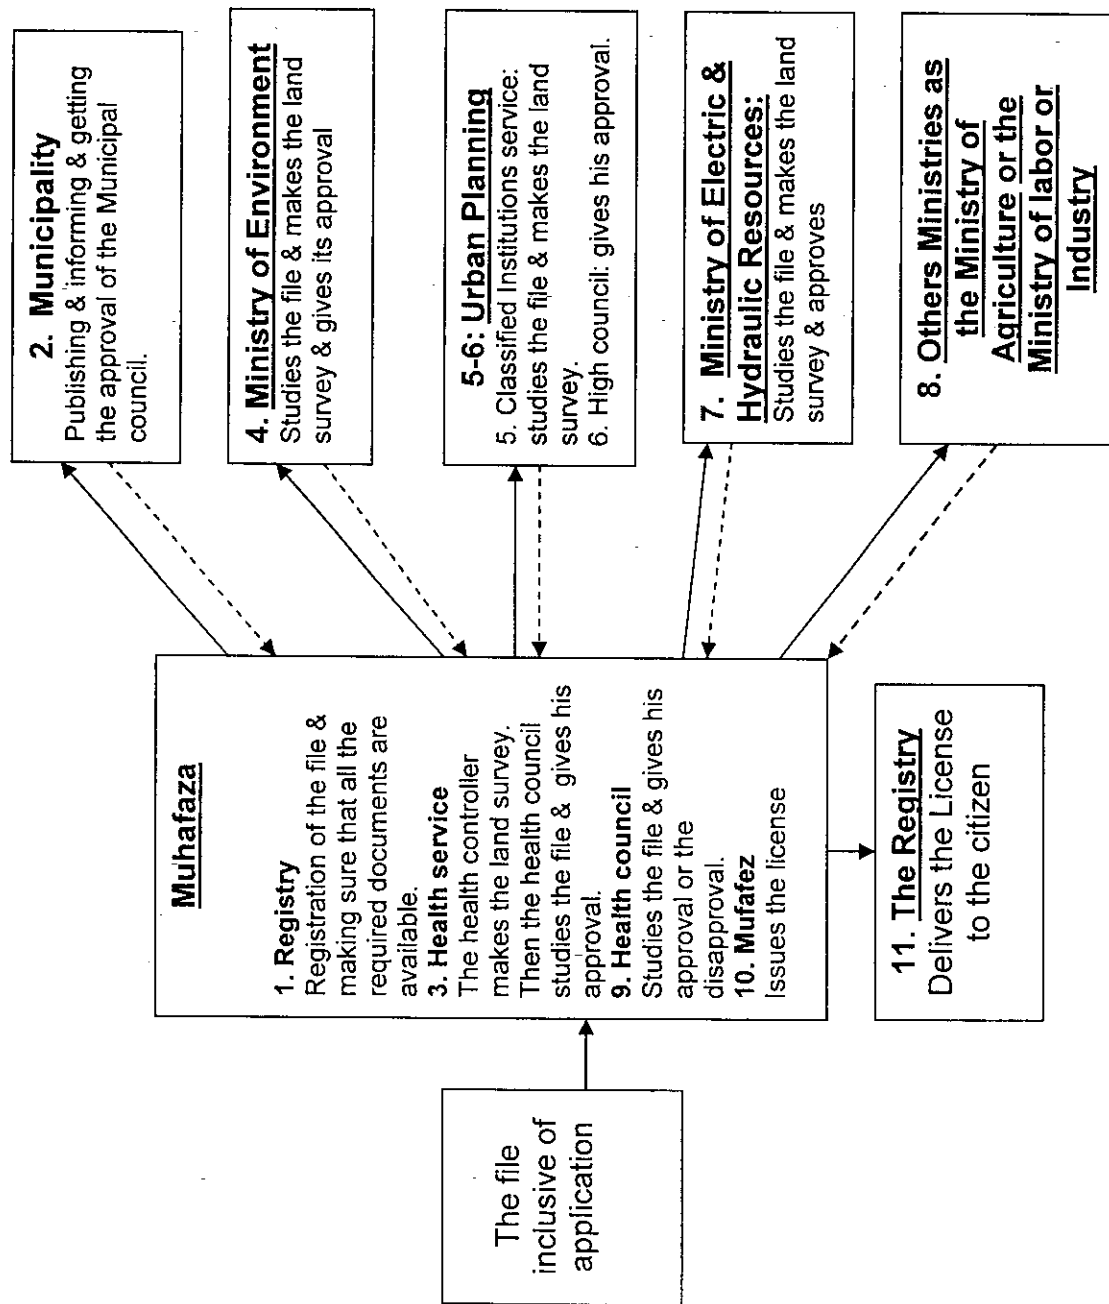 The file
inclusive of
application
Muhafaza
1. Registry
Registration of the file &
making sure that all the
required documents are
available.
3. Health service
The health controller
makes the land survey.
Then the health council
studies the file & gives his
approval.
9. Health council
Studies the file & gives his
approval or the
disapproval.
10. Mufafez
Issues the license
2. Municipality
Publishing & informing & getting
the approval of the Municipal
council.
4. Ministry of Environment
Studies the file & makes the land
survey & gives its approval
5-6: Urban Planning
5. Classified Institutions service:
studies the file & makes the land
survey.
6. High council: gives his approval.
7. Ministry of Electric &
Hydraulic Resources:
Studies the file & makes the land
survey & approves
8. Others Ministries as
the Ministry of
Agriculture or the
Ministry of labor or
Industry
11. The Registry
Delivers the License
to the citizen